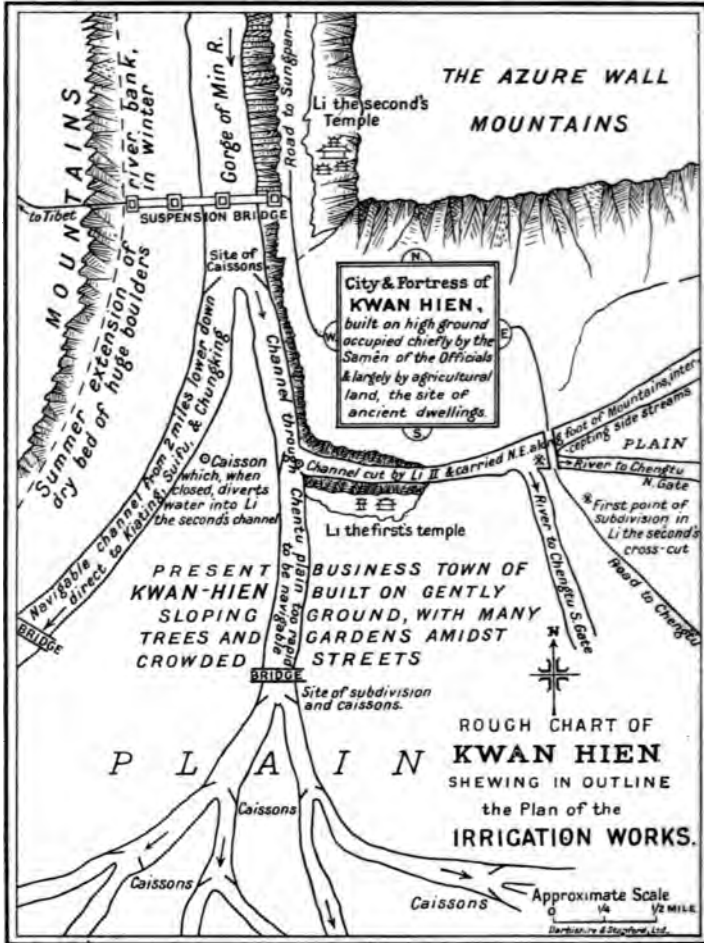 MOUNTAINS
river bank,
in winter
Summer extension of
dry bed of huge boulders
Gorge of Min R.
Road to Sungpan
Li the second's
Temple
THE AZURE WALL
MOUNTAINS
to Tibet
SUSPENSION BRIDGE
Site of
Caissons
N
W
E
S
City & Fortress of
KWAN HIEN,
built on high ground
occupied chiefly by the
Samên of the Officials
& largely by agricultural
land, the site of
ancient dwellings.
Navigable channel from 2 miles lower down
direct to Kiating, Suifu, & Chungking
Channel through Chentu plain too rapid
to be navigable
Caisson
which, when
closed, diverts
water into Li
the second's channel
Channel cut by Li II & carried N.E. along foot of Mountains, inter-
cepting side streams
PLAIN
River to Chengtu
N. Gate
First point of
subdivision in
Li the second's
cross-cut
Road to Chengtu
River to Chengtu S. Gate
Li the first's temple
PRESENT BUSINESS TOWN OF
KWAN-HIEN BUILT ON GENTLY
SLOPING GROUND, WITH MANY
TREES AND GARDENS AMIDST
CROWDED STREETS
BRIDGE
BRIDGE
Site of subdivision
and caissons.
N
PLAIN
Caissons
Caissons
Caissons
ROUGH CHART OF
KWAN HIEN
SHEWING IN OUTLINE
the Plan of the
IRRIGATION WORKS.
Approximate Scale
0 1/4 1/2 MILE
Darbishire & Stanford, Ltd.